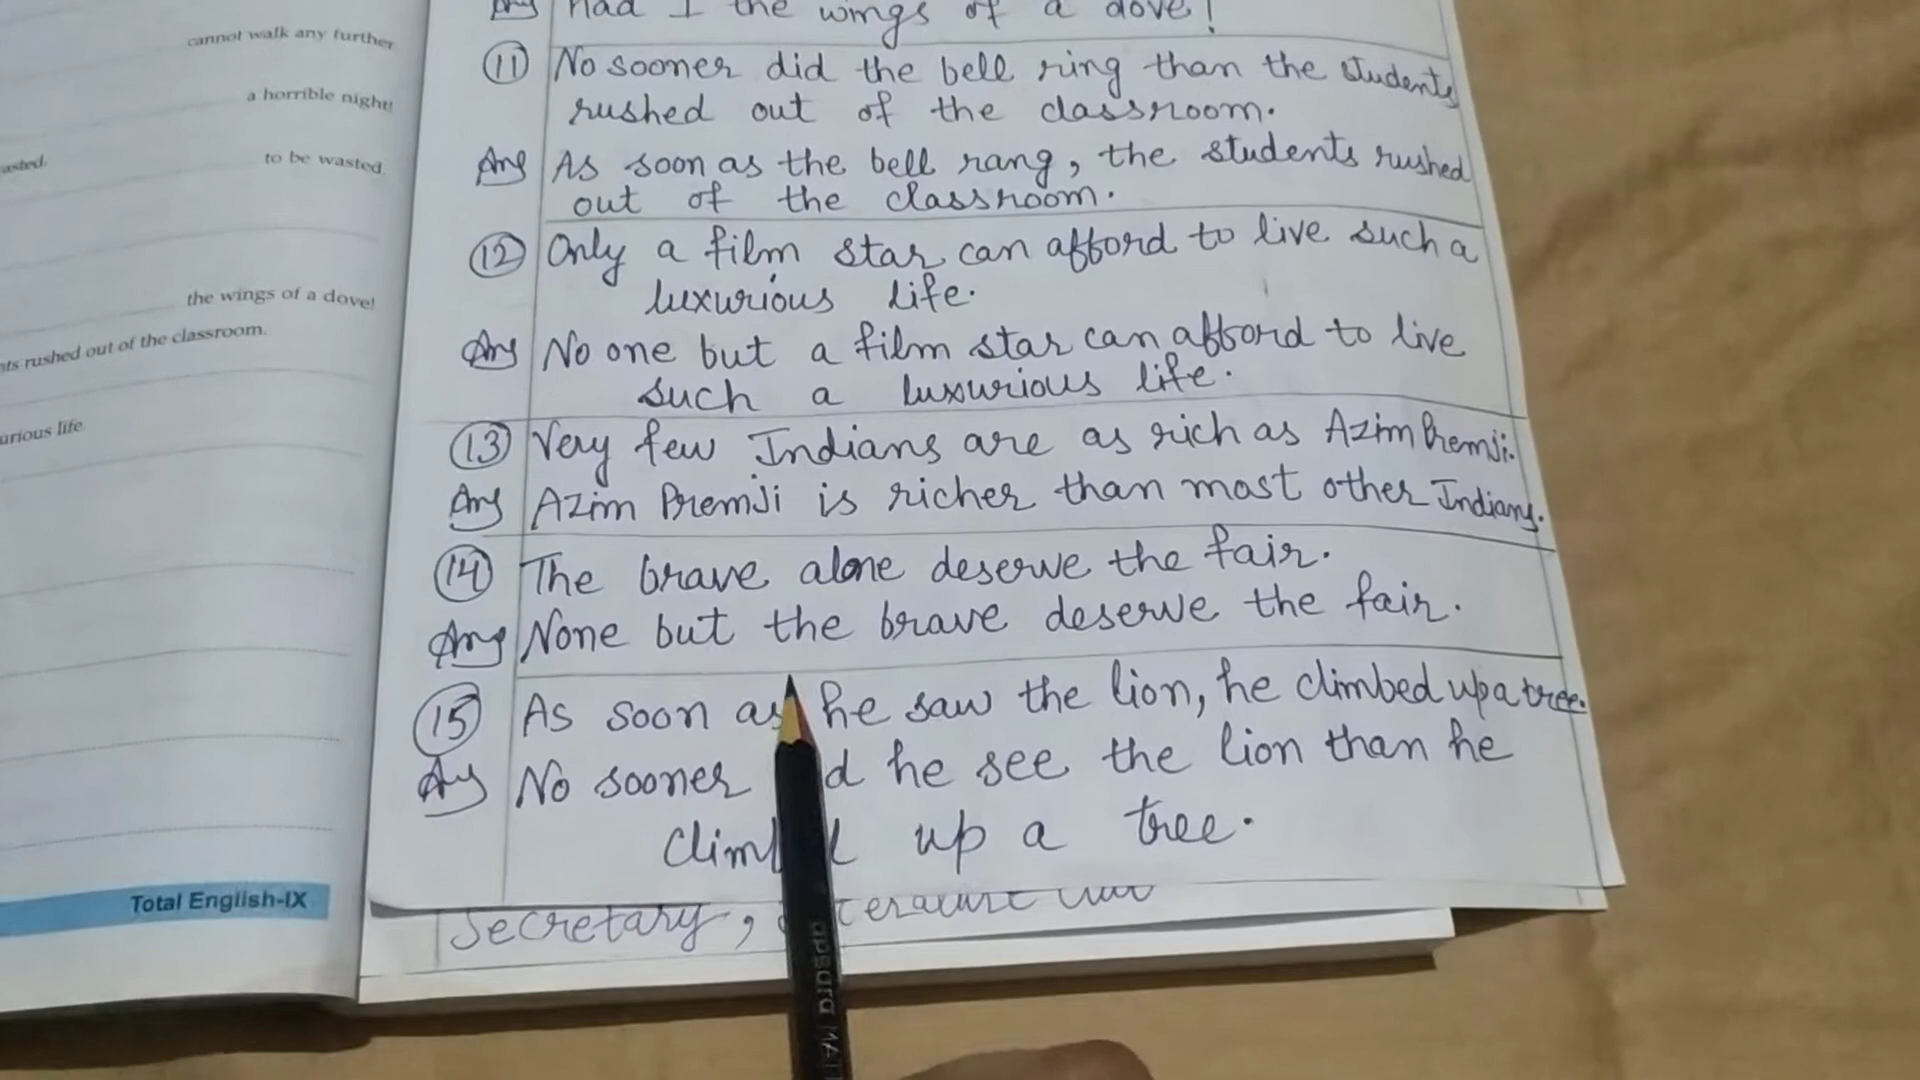 cannot walk any further
a horrible night!
asted.
to be wasted.
the wings of a dove!
nts rushed out of the classroom.
urious life
Total English-IX
Ans had I the wings of a dove!
11 No sooner did the bell ring than the students
rushed out of the classroom.
Ans As soon as the bell rang, the students rushed
out of the classroom.
12 Only a film star can afford to live such a
luxurious life.
Ans No one but a film star can afford to live
such a luxurious life.
13 Very few Indians are as rich as Azim Premji.
Ans Azim Premji is richer than most other Indians.
14 The brave alone deserve the fair.
Ans None but the brave deserve the fair.
15 As soon as he saw the lion, he climbed up a tree.
Ans No sooner he see the lion than he
up a tree.
Secretary,
apsara